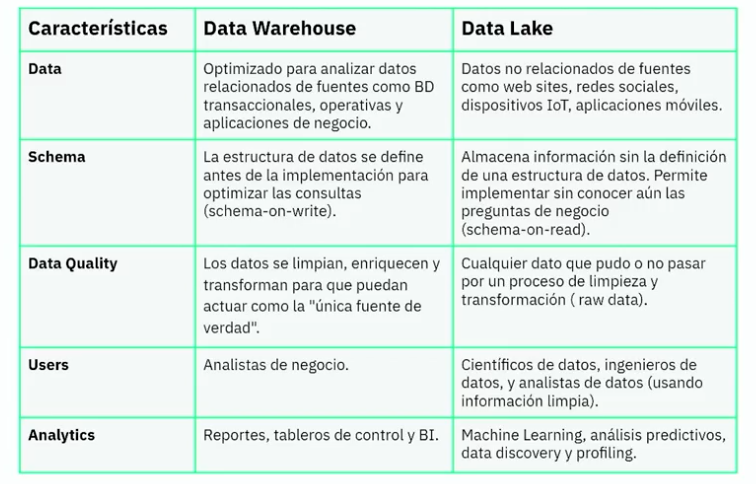 Características
Data Warehouse
Data Lake
Data
Optimizado para analizar datos
relacionados de fuentes como BD
transaccionales, operativas y
aplicaciones de negocio.
Datos no relacionados de fuentes
como web sites, redes sociales,
dispositivos IoT, aplicaciones móviles.
Schema
La estructura de datos se define
antes de la implementación para
optimizar las consultas
(schema-on-write).
Almacena información sin la definición
de una estructura de datos. Permite
implementar sin conocer aún las
preguntas de negocio
(schema-on-read).
Data Quality
Los datos se limpian, enriquecen y
transforman para que puedan
actuar como la "única fuente de
verdad".
Cualquier dato que pudo o no pasar
por un proceso de limpieza y
transformación ( raw data).
Users
Analistas de negocio.
Científicos de datos, ingenieros de
datos, y analistas de datos (usando
información limpia).
Analytics
Reportes, tableros de control y BI.
Machine Learning, análisis predictivos,
data discovery y profiling.